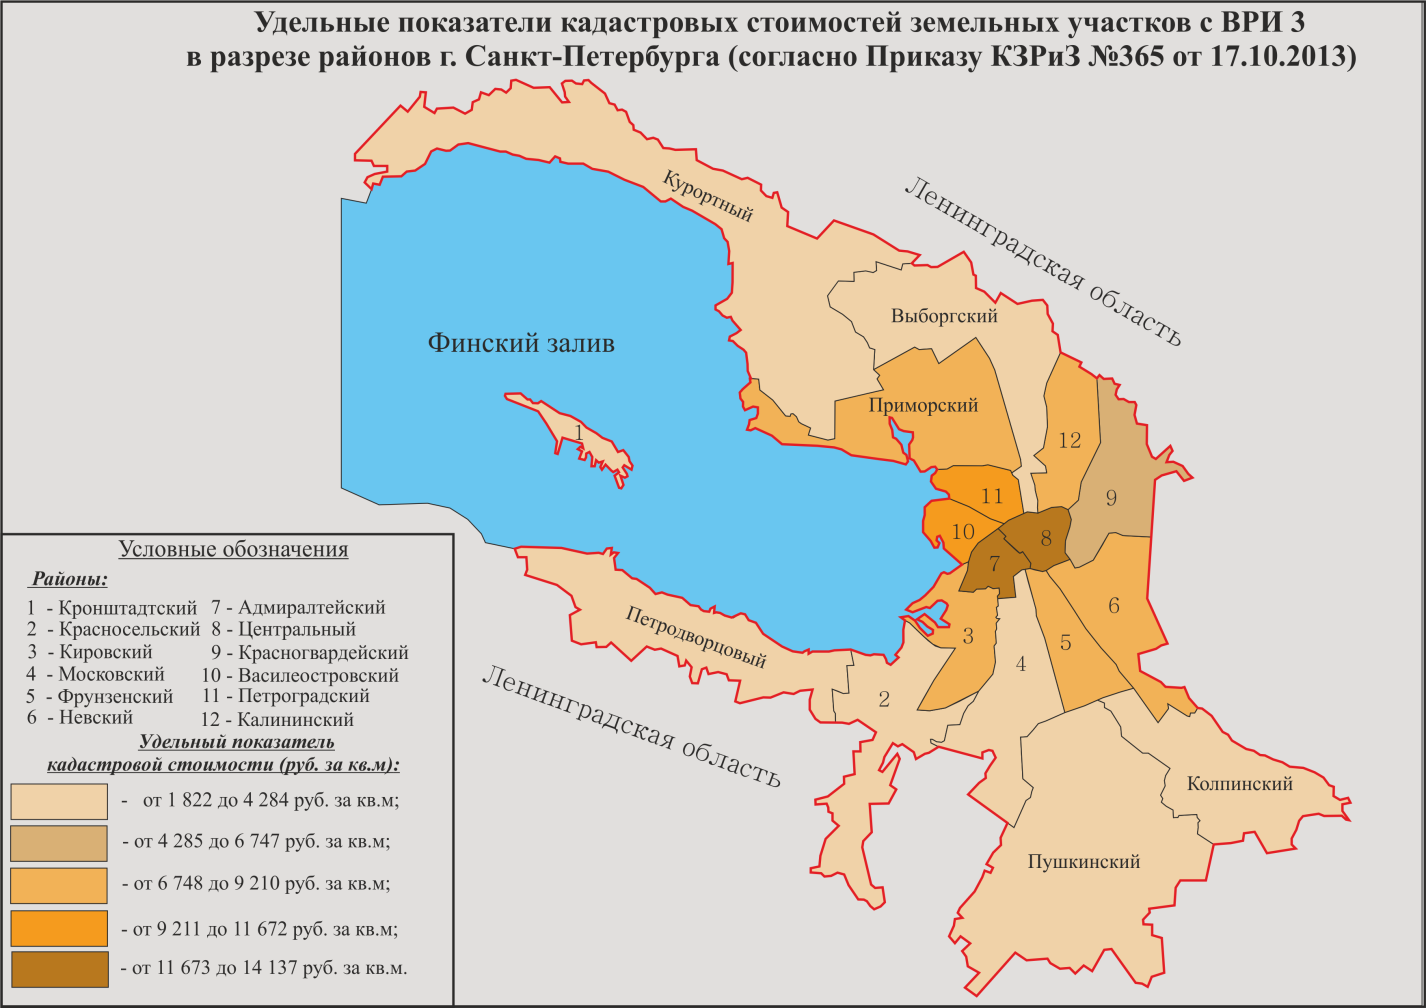 Удельные показатели кадастровых стоимостей земельных участков с ВРИ 3
в разрезе районов г. Санкт-Петербурга (согласно Приказу КЗРиЗ №365 от 17.10.2013)
Курортный
Ленинградская область
Выборгский
Финский залив
Приморский
1
12
9
11
10
8
7
6
5
3
4
2
Петродворцовый
Ленинградская область
Колпинский
Пушкинский
Условные обозначения
Районы:
1 - Кронштадтский 7 - Адмиралтейский
2 - Красносельский 8 - Центральный
3 - Кировский 9 - Красногвардейский
4 - Московский 10 - Василеостровский
5 - Фрунзенский 11 - Петроградский
6 - Невский 12 - Калининский
Удельный показатель
кадастровой стоимости (руб. за кв.м):
- от 1 822 до 4 284 руб. за кв.м;
- от 4 285 до 6 747 руб. за кв.м;
- от 6 748 до 9 210 руб. за кв.м;
- от 9 211 до 11 672 руб. за кв.м;
- от 11 673 до 14 137 руб. за кв.м.